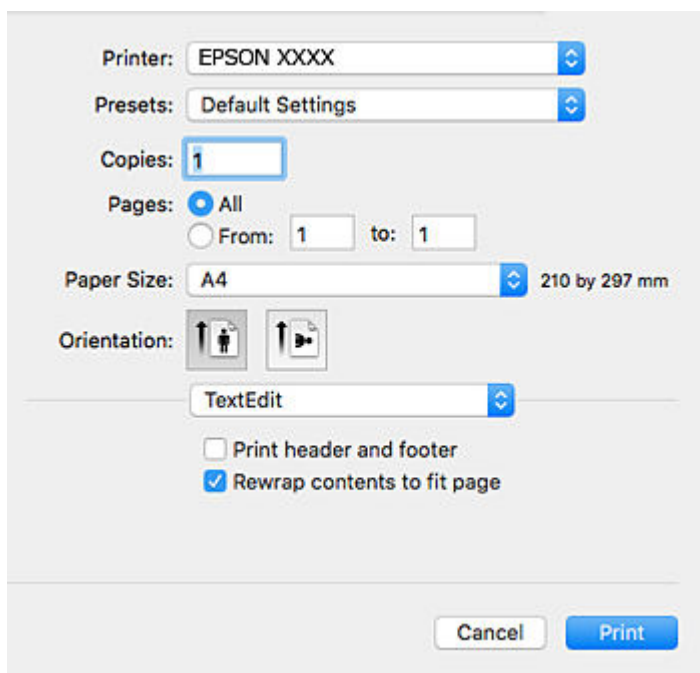 Printer: EPSON XXXX
Presets: Default Settings
Copies: 1
Pages: All
From: 1 to: 1
Paper Size: A4 210 by 297 mm
Orientation:
TextEdit
Print header and footer
Rewrap contents to fit page
Cancel Print